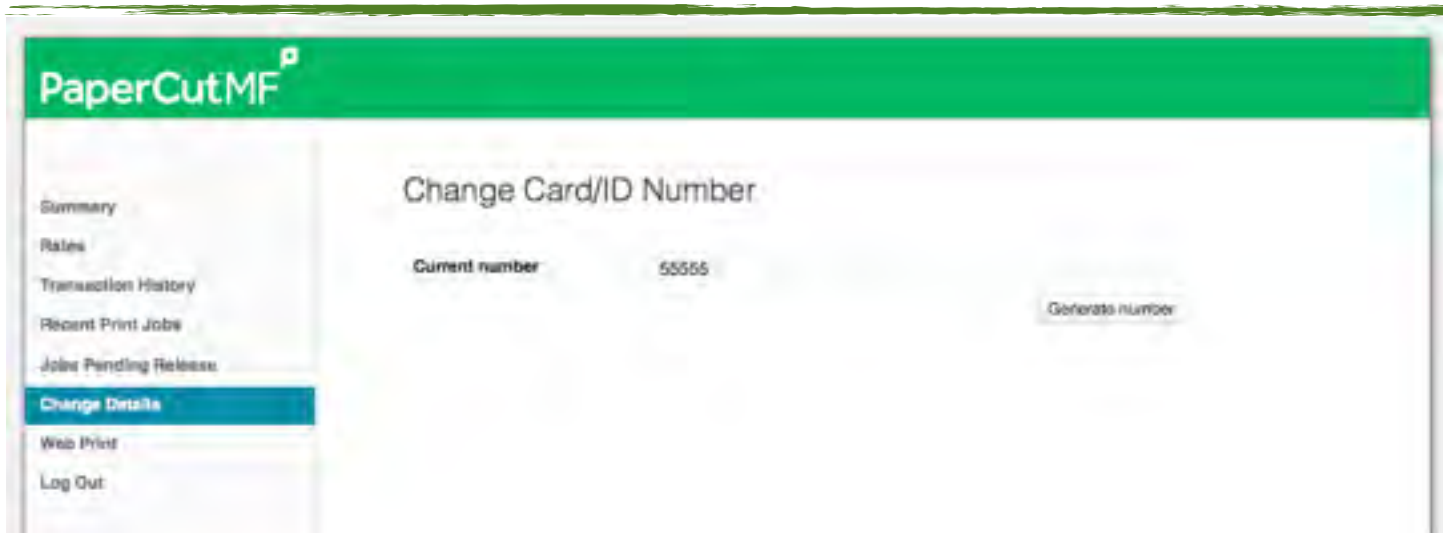 PaperCutMF
Summary
Rates
Transaction History
Recent Print Jobs
Jobs Pending Release
Change Details
Web Print
Log Out
Change Card/ID Number
Current number 55555
Generate number